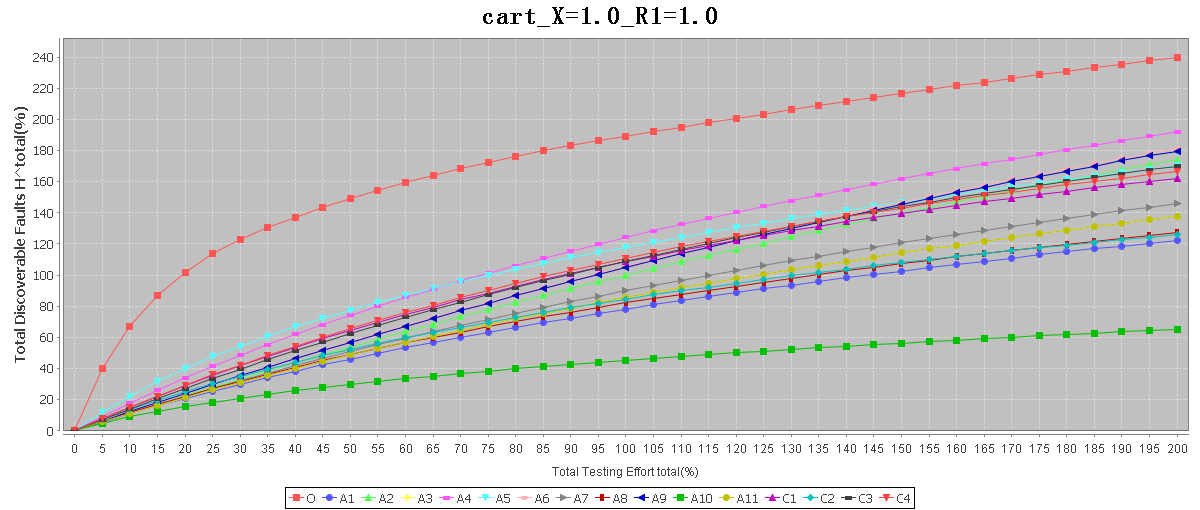 cart_X=1.0_R1=1.0
Total Discoverable Faults H^total(%)
240
220
200
180
160
140
120
100
80
60
40
20
0
0 5 10 15 20 25 30 35 40 45 50 55 60 65 70 75 80 85 90 95 100 105 110 115 120 125 130 135 140 145 150 155 160 165 170 175 180 185 190 195 200
Total Testing Effort total(%)
O A1 A2 A3 A4 A5 A6 A7 A8 A9 A10 A11 C1 C2 C3 C4